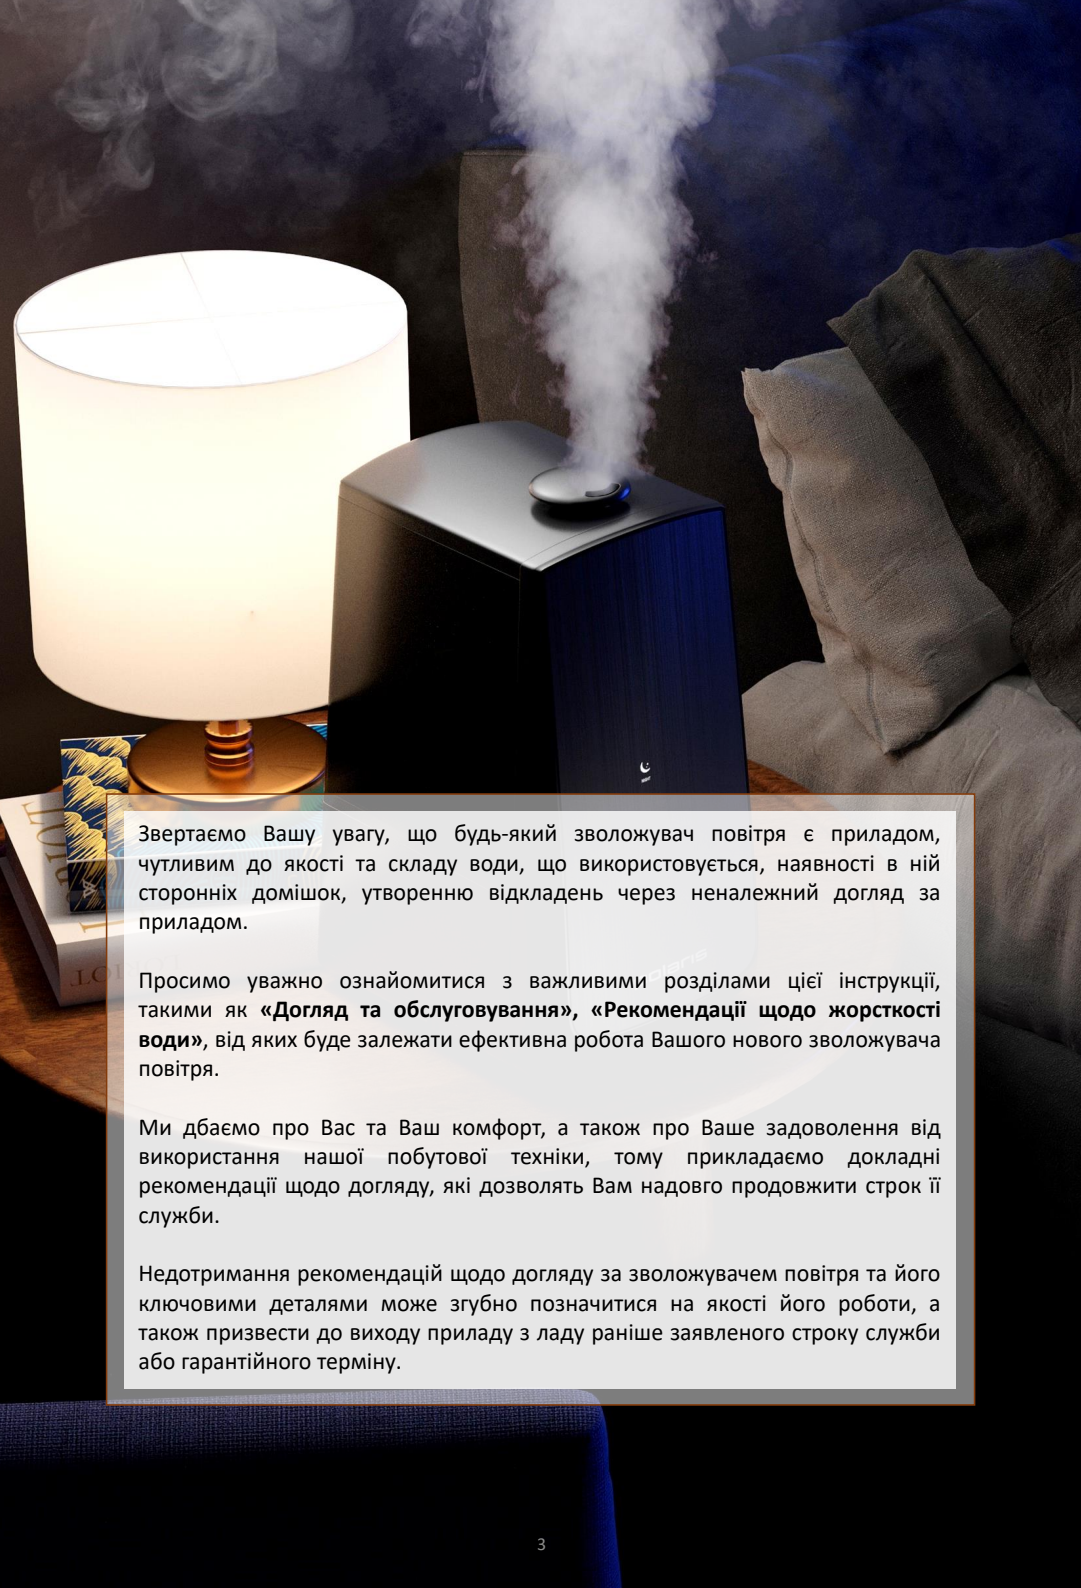 Звертаємо Вашу увагу, що будь-який зволожувач повітря є приладом,
чутливим до якості та складу води, що використовується, наявності в ній
сторонніх домішок, утворенню відкладень через неналежний догляд за
приладом.
Просимо уважно ознайомитися з важливими розділами цієї інструкції,
такими як «Догляд та обслуговування», «Рекомендації щодо жорсткості
води», від яких буде залежати ефективна робота Вашого нового зволожувача
повітря.
Ми дбаємо про Вас та Ваш комфорт, а також про Ваше задоволення від
використання нашої побутової техніки, тому прикладаємо докладні
рекомендації щодо догляду, які дозволять Вам надовго продовжити строк її
служби.
Недотримання рекомендацій щодо догляду за зволожувачем повітря та його
ключовими деталями може згубно позначитися на якості його роботи, а
також призвести до виходу приладу з ладу раніше заявленого строку служби
або гарантійного терміну.
3